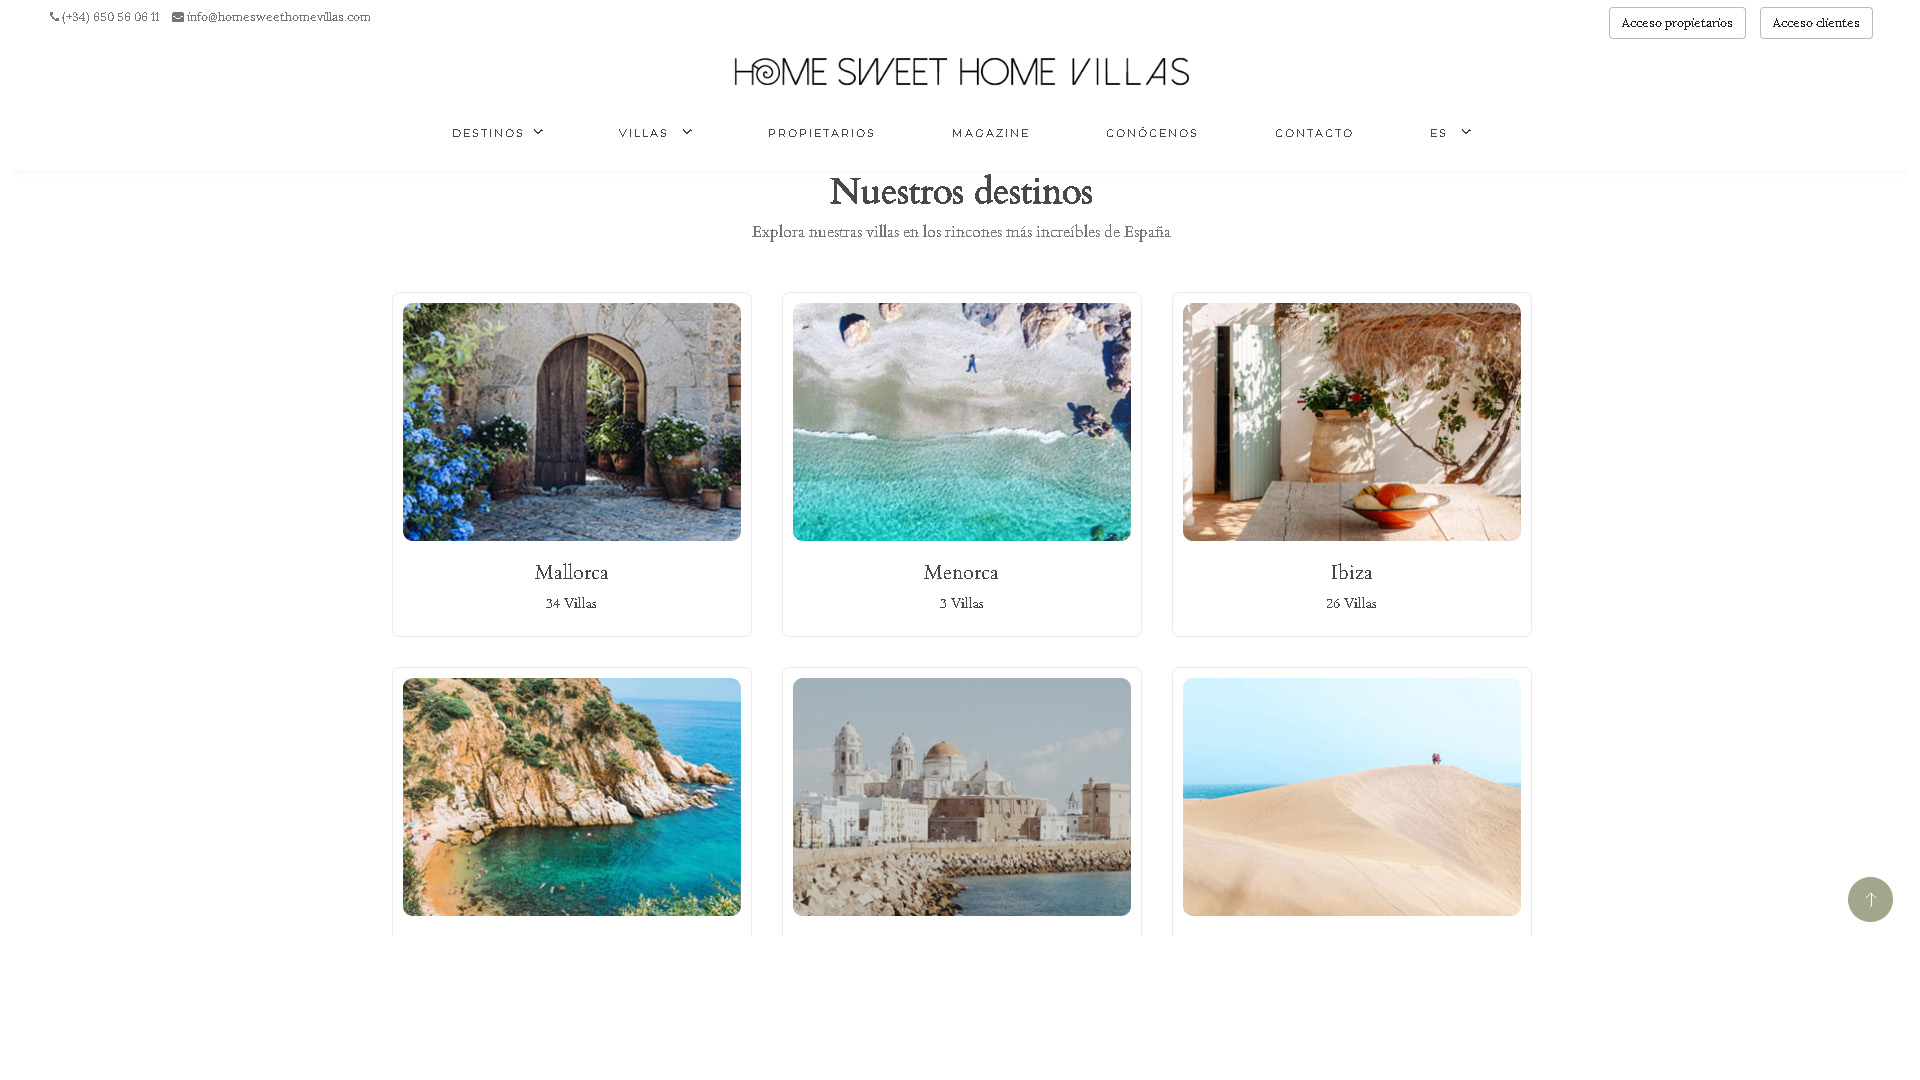 (+34) 650 56 06 11 info@homesweethomevillas.com
Acceso propietarios Acceso clientes
HOME SWEET HOME VILLAS
DESTINOS VILLAS PROPIETARIOS MAGAZINE CONÓCENOS CONTACTO ES
Nuestros destinos
Explora nuestras villas en los rincones más increíbles de España
Mallorca
34 Villas
Menorca
3 Villas
Ibiza
26 Villas